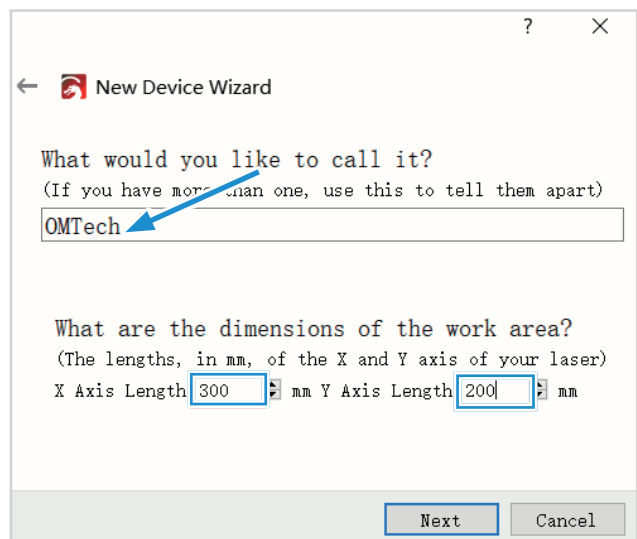 ?
New Device Wizard
What would you like to call it?
(If you have more than one, use this to tell them apart)
OMTech
What are the dimensions of the work area?
(The lengths, in mm, of the X and Y axis of your laser)
X Axis Length 300 mm Y Axis Length 200 mm
Next Cancel